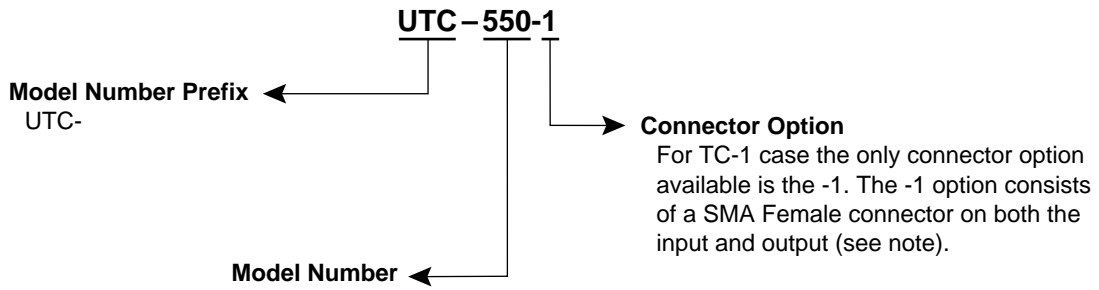 UTC – 550-1
Model Number Prefix
UTC-
Connector Option
For TC-1 case the only connector option
available is the -1. The -1 option consists
of a SMA Female connector on both the
input and output (see note).
Model Number